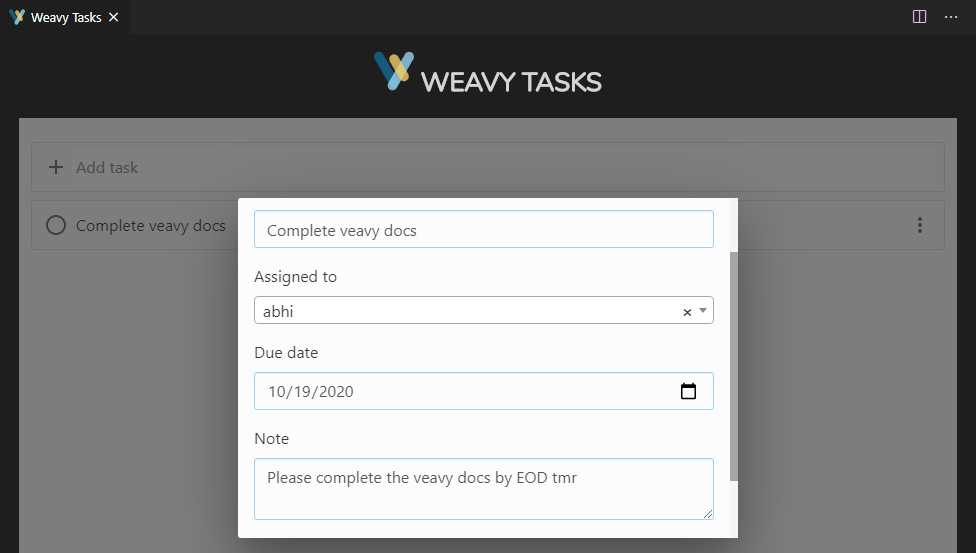 Weavy Tasks
WEAVY TASKS
Add task
Complete veavy docs
Complete veavy docs
Assigned to
abhi
Due date
10/19/2020
Note
Please complete the veavy docs by EOD tmr